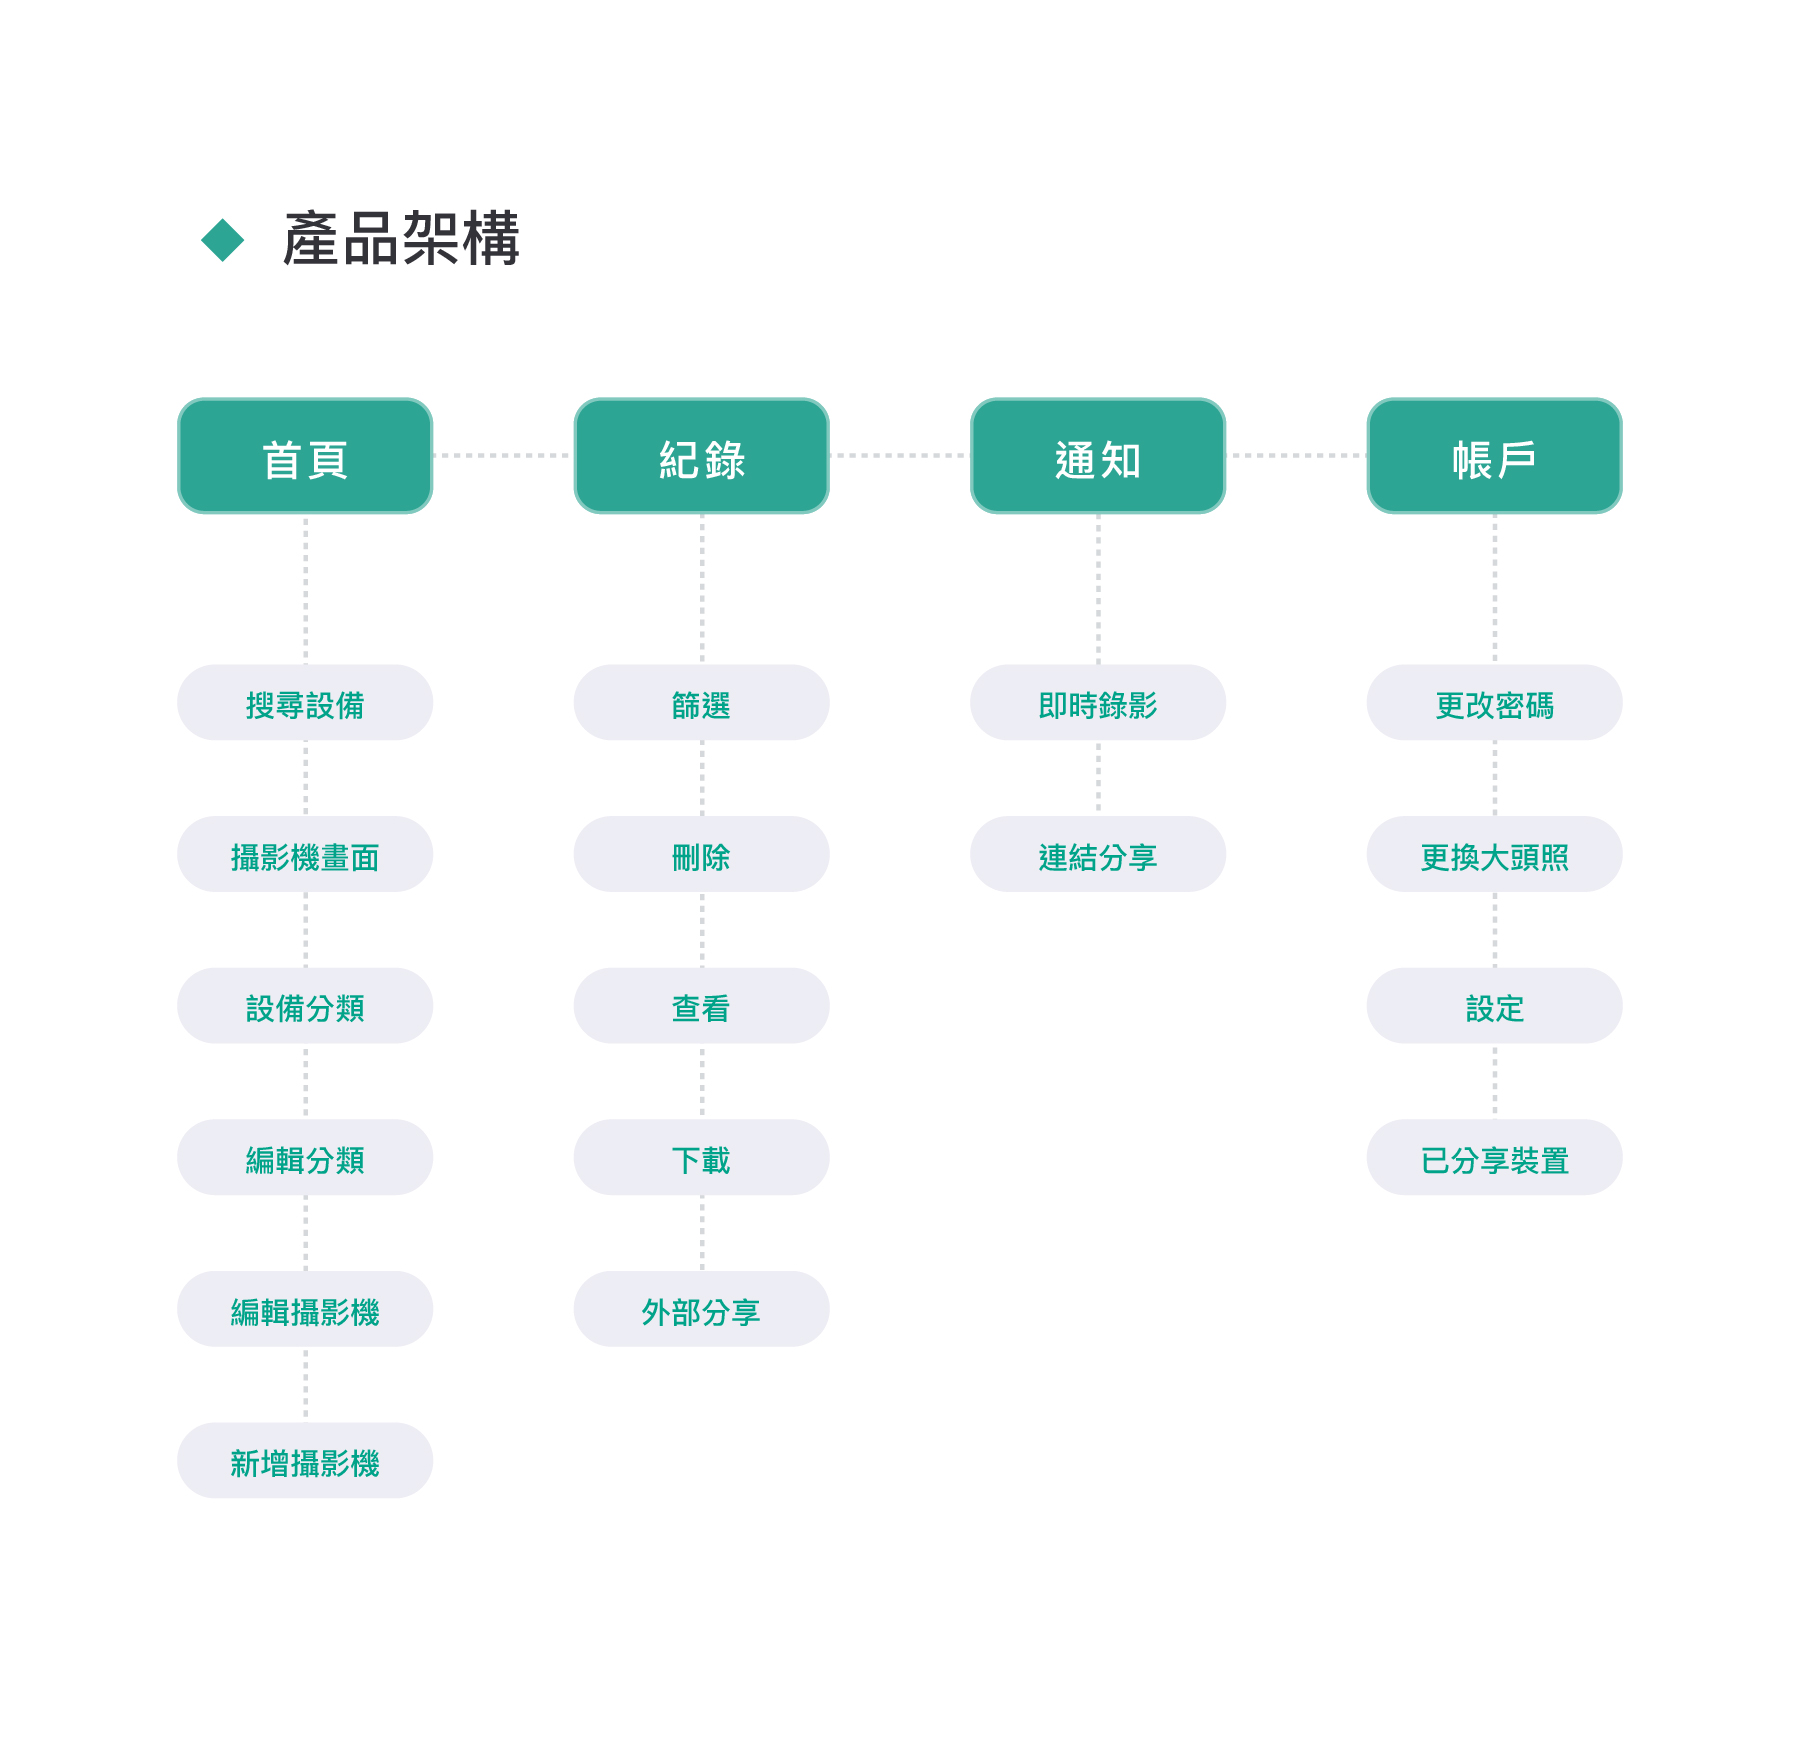 產品架構
首頁
紀錄
通知
帳戶
搜尋設備
篩選
即時錄影
更改密碼
攝影機畫面
刪除
連結分享
更換大頭照
設備分類
查看
設定
編輯分類
下載
已分享裝置
編輯攝影機
外部分享
新增攝影機